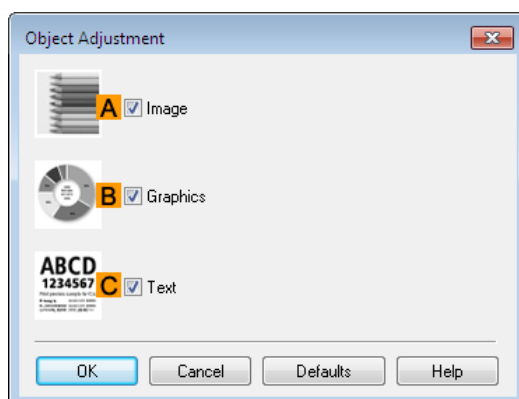 Object Adjustment
A Image
B Graphics
ABCD
1234567
C Text
OK Cancel Defaults Help